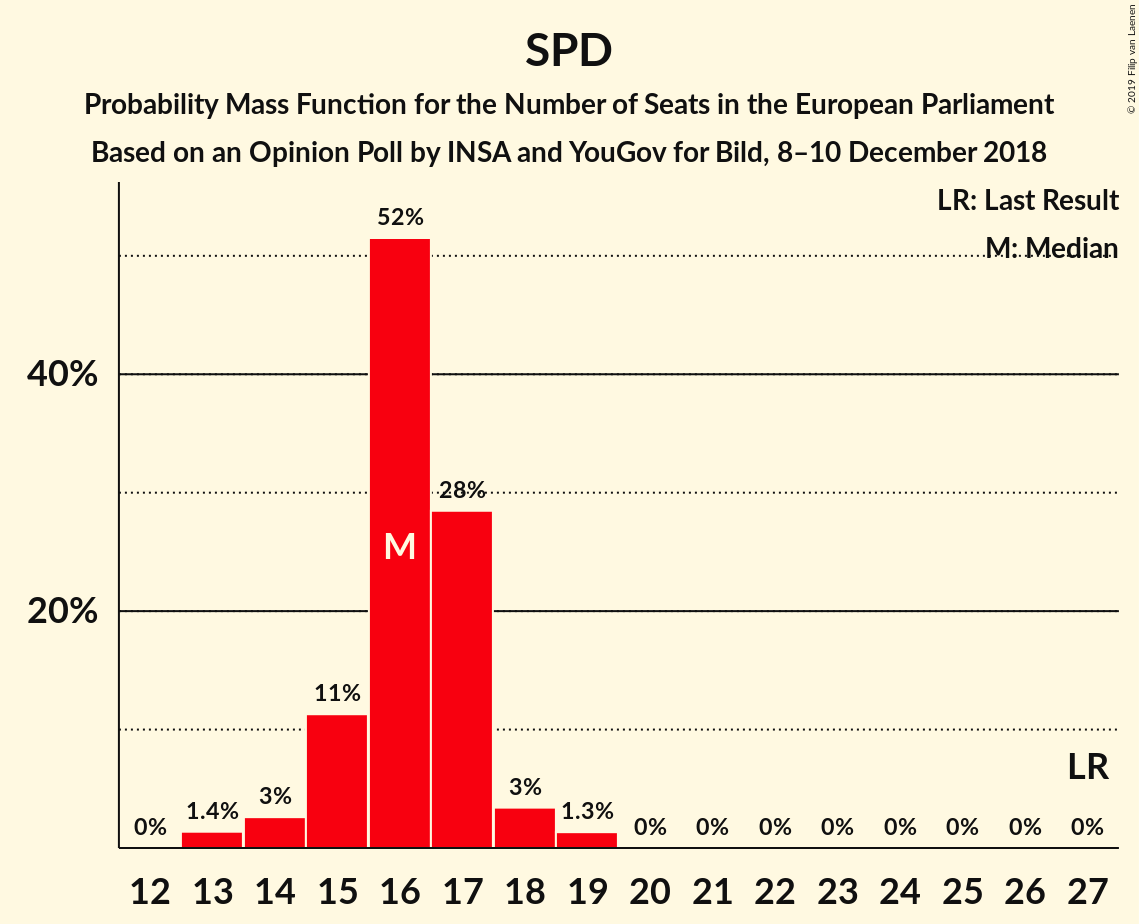 SPD
Probability Mass Function for the Number of Seats in the European Parliament
Based on an Opinion Poll by INSA and YouGov for Bild, 8–10 December 2018
© 2019 Filip van Laenen
LR: Last Result
M: Median
52%
40%
28%
M
20%
11%
LR
0% 1.4% 3% 3% 1.3% 0% 0% 0% 0% 0% 0% 0% 0%
12 13 14 15 16 17 18 19 20 21 22 23 24 25 26 27